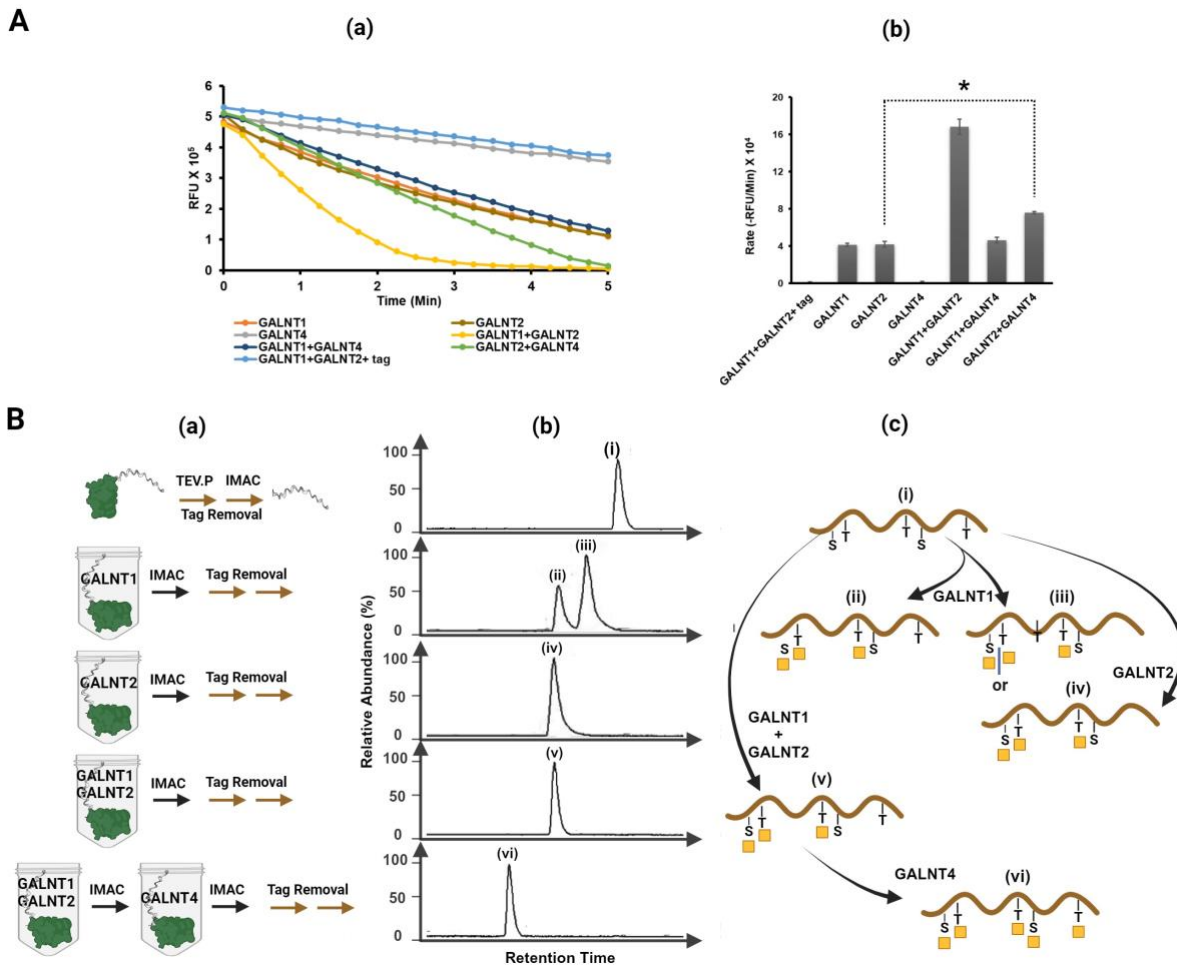 A
(a)
(b)
6
5
4
3
2
1
0
RFU X 10⁵
0 1 2 3 4 5
Time (Min)
GALNT1
GALNT2
GALNT4
GALNT1+GALNT2
GALNT1+GALNT4
GALNT2+GALNT4
GALNT1+GALNT2+ tag
*
20
16
12
8
4
0
Rate (-RFU/Min) X 10⁴
GALNT1+GALNT2+ tag
GALNT1
GALNT2
GALNT4
GALNT1+GALNT2
GALNT1+GALNT4
GALNT2+GALNT4
B
(a)
(b)
(c)
TEV.P IMAC
Tag Removal
GALNT1
IMAC Tag Removal
GALNT2
IMAC Tag Removal
GALNT1
GALNT2
IMAC Tag Removal
GALNT1
GALNT2
IMAC
GALNT4
IMAC Tag Removal
Relative Abundance (%)
100
50
0
(i)
100
50
0
(ii)
(iii)
100
50
0
(iv)
100
50
0
(v)
100
50
0
(vi)
Retention Time
(i)
S T T S T
GALNT1
(ii)
S T T S T
(iii)
S T T T S
or
GALNT2
(iv)
S T T S
GALNT1
+
GALNT2
(v)
S T T S T
GALNT4
(vi)
S T T S T